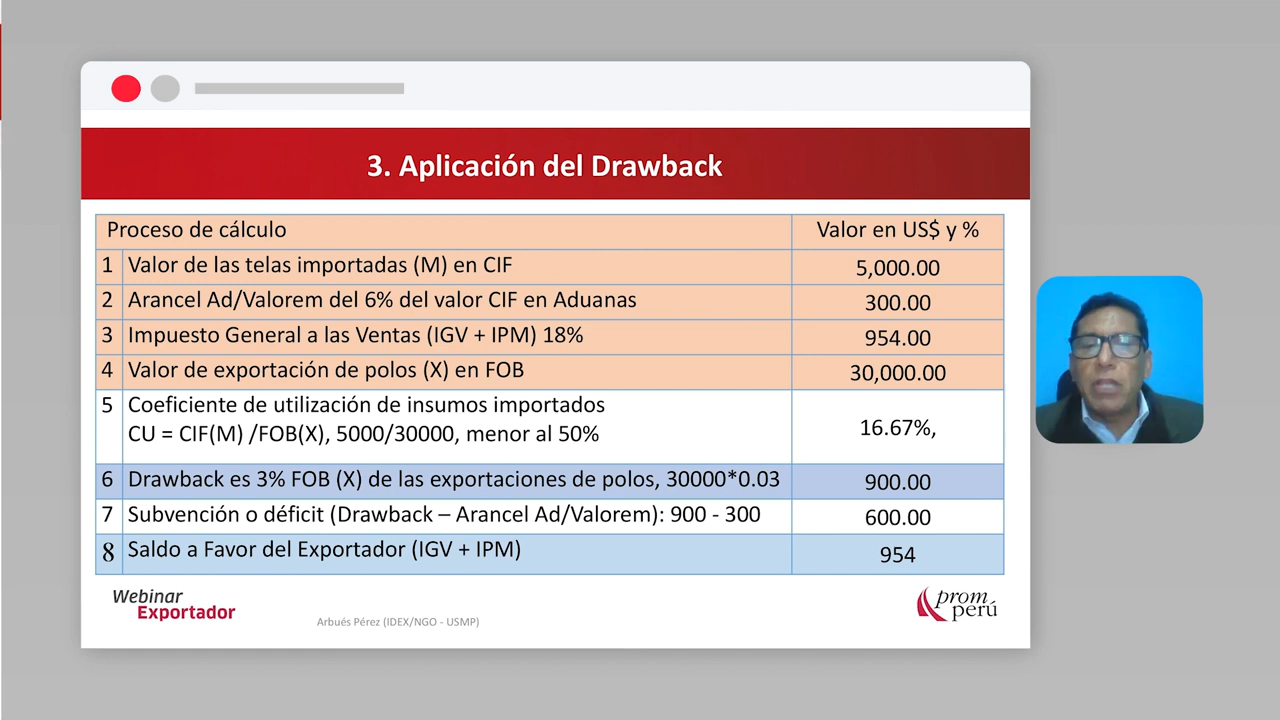 3. Aplicación del Drawback
Proceso de cálculo Valor en US$ y %
1 Valor de las telas importadas (M) en CIF 5,000.00
2 Arancel Ad/Valorem del 6% del valor CIF en Aduanas 300.00
3 Impuesto General a las Ventas (IGV + IPM) 18% 954.00
4 Valor de exportación de polos (X) en FOB 30,000.00
5 Coeficiente de utilización de insumos importados
CU = CIF(M) /FOB(X), 5000/30000, menor al 50% 16.67%,
6 Drawback es 3% FOB (X) de las exportaciones de polos, 30000*0.03 900.00
7 Subvención o déficit (Drawback – Arancel Ad/Valorem): 900 - 300 600.00
8 Saldo a Favor del Exportador (IGV + IPM) 954
Webinar
Exportador
Arbués Pérez (IDEX/NGO - USMP)
prom
perú